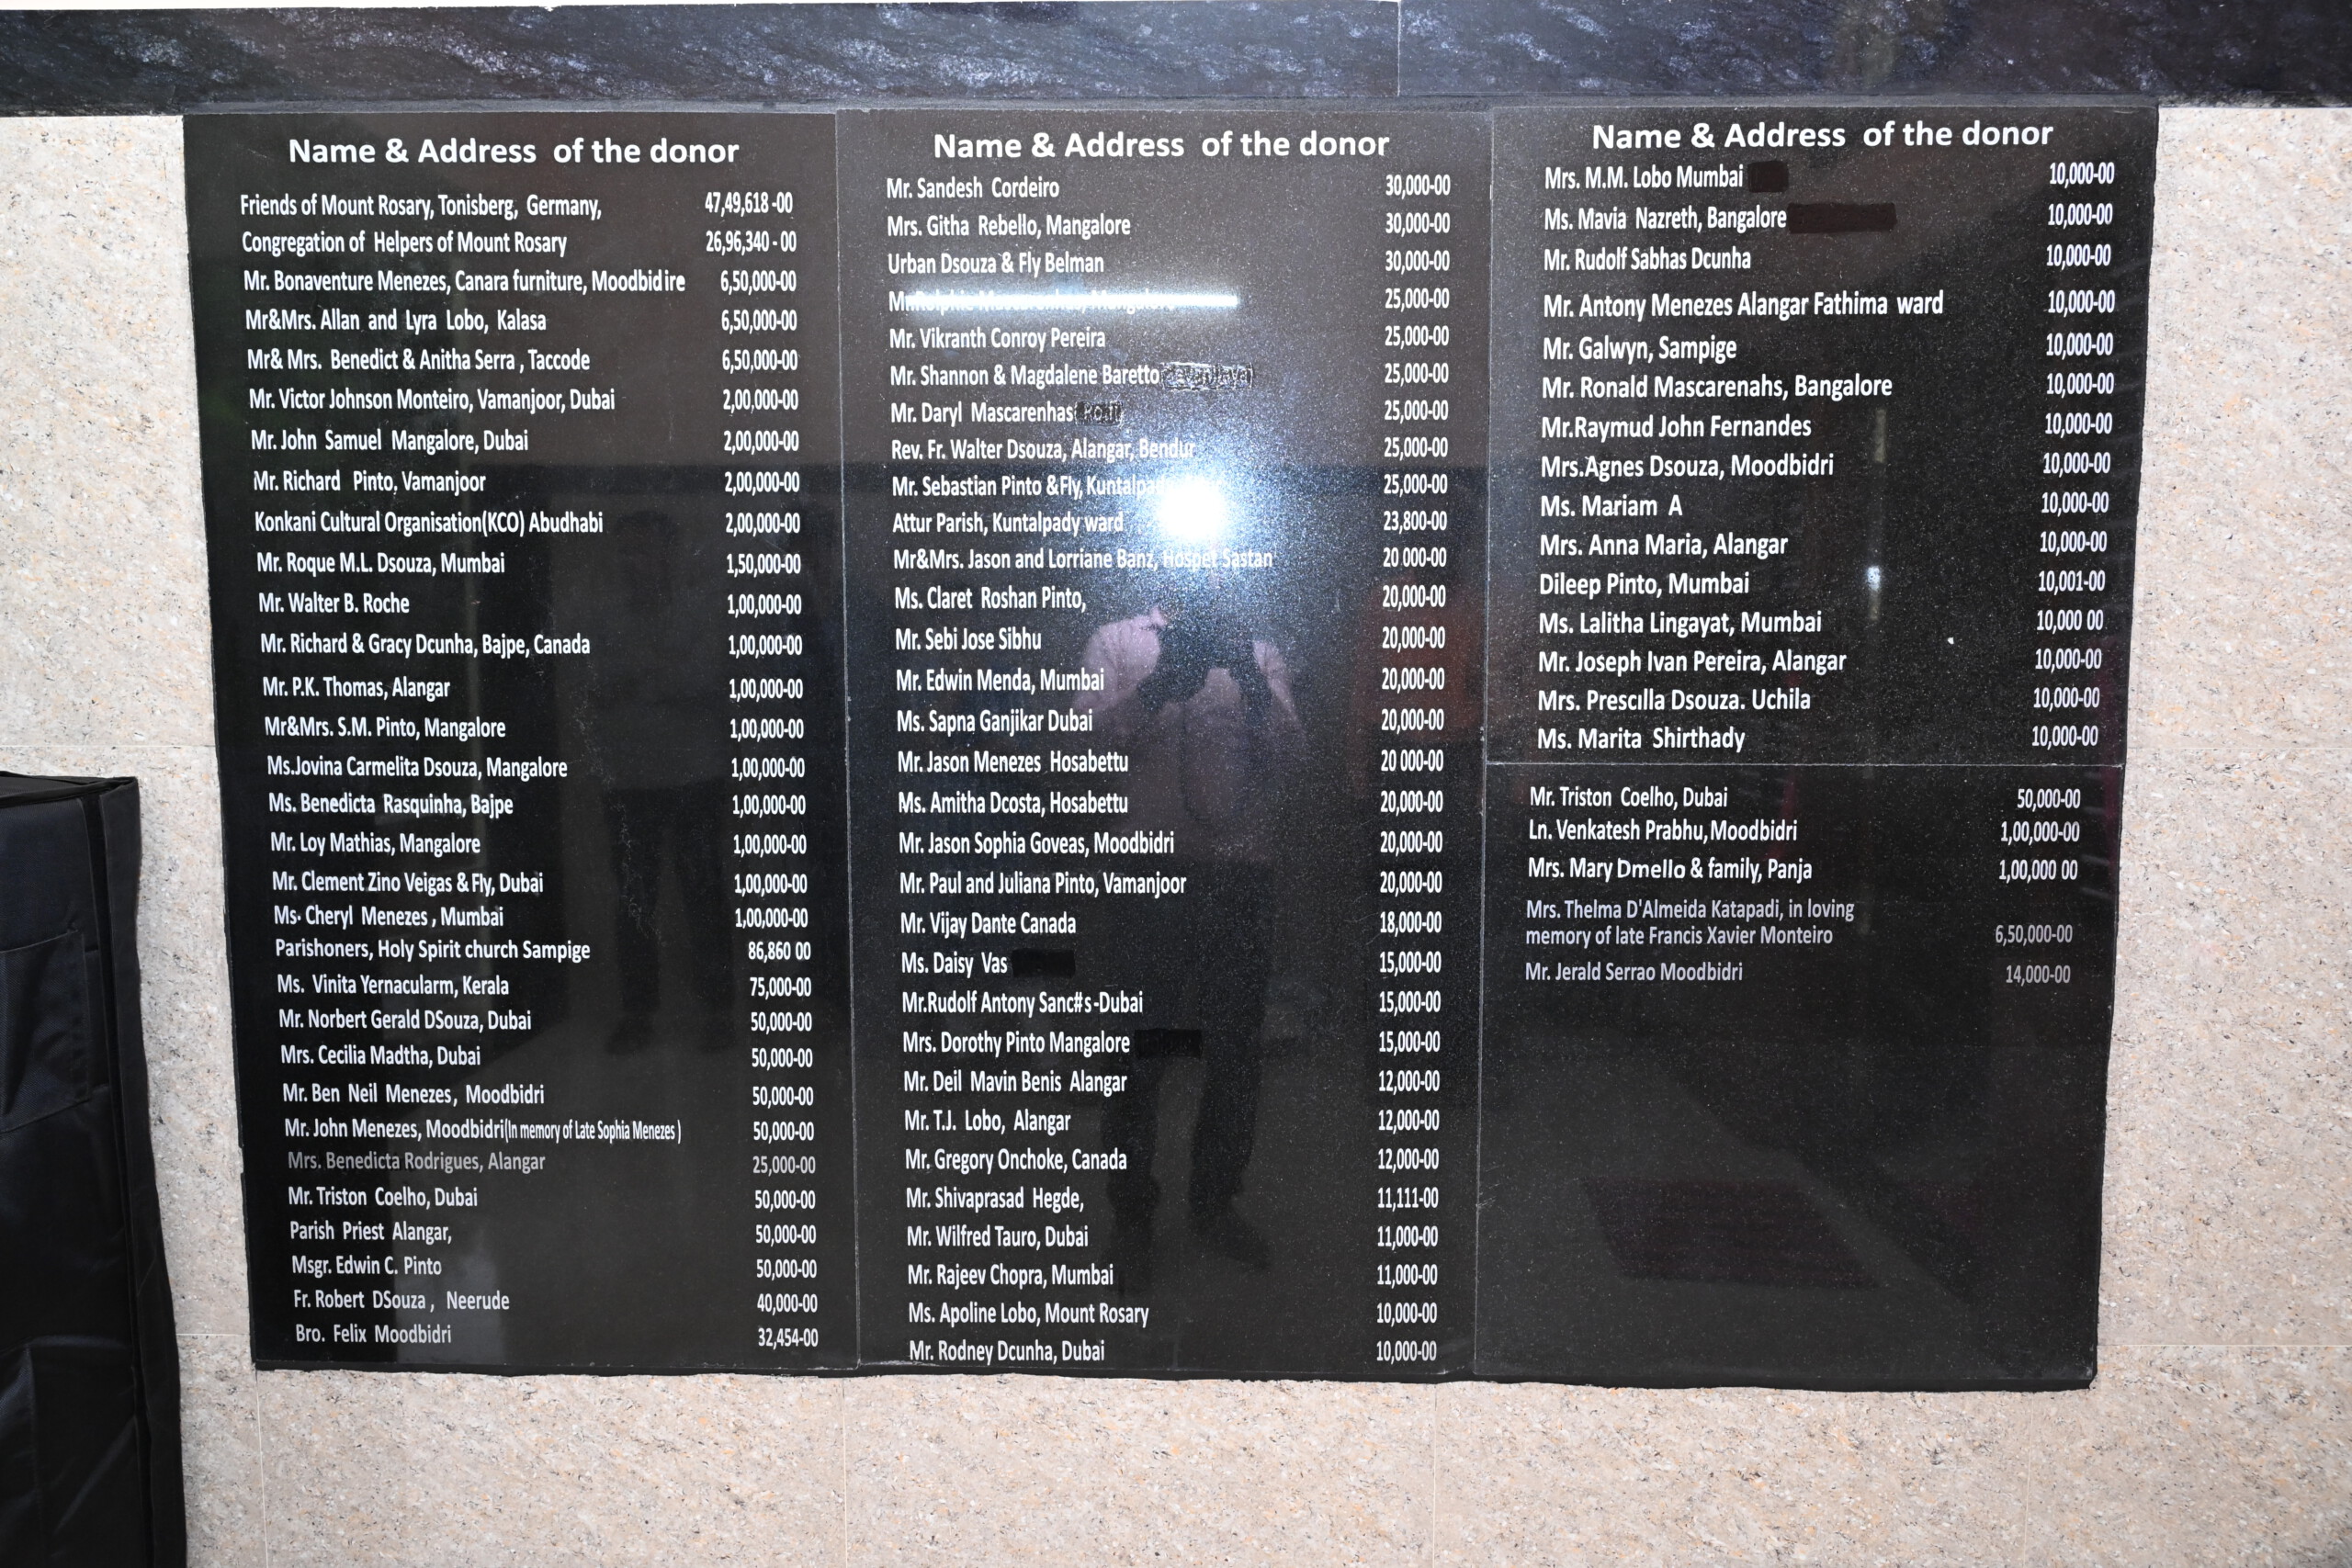 Name & Address of the donor
Friends of Mount Rosary, Tonisberg, Germany, 47,49,618 -00
Congregation of Helpers of Mount Rosary 26,96,340 - 00
Mr. Bonaventure Menezes, Canara furniture, Moodbidire 6,50,000-00
Mr&Mrs. Allan and Lyra Lobo, Kalasa 6,50,000-00
Mr& Mrs. Benedict & Anitha Serra , Taccode 6,50,000-00
Mr. Victor Johnson Monteiro, Vamanjoor, Dubai 2,00,000-00
Mr. John Samuel Mangalore, Dubai 2,00,000-00
Mr. Richard Pinto, Vamanjoor 2,00,000-00
Konkani Cultural Organisation(KCO) Abudhabi 2,00,000-00
Mr. Roque M.L. Dsouza, Mumbai 1,50,000-00
Mr. Walter B. Roche 1,00,000-00
Mr. Richard & Gracy Dcunha, Bajpe, Canada 1,00,000-00
Mr. P.K. Thomas, Alangar 1,00,000-00
Mr&Mrs. S.M. Pinto, Mangalore 1,00,000-00
Ms.Jovina Carmelita Dsouza, Mangalore 1,00,000-00
Ms. Benedicta Rasquinha, Bajpe 1,00,000-00
Mr. Loy Mathias, Mangalore 1,00,000-00
Mr. Clement Zino Veigas & Fly, Dubai 1,00,000-00
Ms. Cheryl Menezes , Mumbai 1,00,000-00
Parishoners, Holy Spirit church Sampige 86,860 00
Ms. Vinita Yernacularm, Kerala 75,000-00
Mr. Norbert Gerald DSouza, Dubai 50,000-00
Mrs. Cecilia Madtha, Dubai 50,000-00
Mr. Ben Neil Menezes, Moodbidri 50,000-00
Mr. John Menezes, Moodbidri(In memory of Late Sophia Menezes ) 50,000-00
Mrs. Benedicta Rodrigues, Alangar 25,000-00
Mr. Triston Coelho, Dubai 50,000-00
Parish Priest Alangar, 50,000-00
Msgr. Edwin C. Pinto 50,000-00
Fr. Robert DSouza , Neerude 40,000-00
Bro. Felix Moodbidri 32,454-00
Name & Address of the donor
Mr. Sandesh Cordeiro 30,000-00
Mrs. Githa Rebello, Mangalore 30,000-00
Urban Dsouza & Fly Belman 30,000-00
25,000-00
Mr. Vikranth Conroy Pereira 25,000-00
Mr. Shannon & Magdalene Baretto 25,000-00
Mr. Daryl Mascarenhas 25,000-00
Rev. Fr. Walter Dsouza, Alangar, Bendur 25,000-00
Mr. Sebastian Pinto &Fly, 25,000-00
Attur Parish, Kuntalpady ward 23,800-00
Mr&Mrs. Jason and Lorriane Banz, Hospet Sastan 20 000-00
Ms. Claret Roshan Pinto, 20,000-00
Mr. Sebi Jose Sibhu 20,000-00
Mr. Edwin Menda, Mumbai 20,000-00
Ms. Sapna Ganjikar Dubai 20,000-00
Mr. Jason Menezes Hosabettu 20 000-00
Ms. Amitha Dcosta, Hosabettu 20,000-00
Mr. Jason Sophia Goveas, Moodbidri 20,000-00
Mr. Paul and Juliana Pinto, Vamanjoor 20,000-00
Mr. Vijay Dante Canada 18,000-00
Ms. Daisy Vas 15,000-00
Mr.Rudolf Antony Sanc#s-Dubai 15,000-00
Mrs. Dorothy Pinto Mangalore 15,000-00
Mr. Deil Mavin Benis Alangar 12,000-00
Mr. T.J. Lobo, Alangar 12,000-00
Mr. Gregory Onchoke, Canada 12,000-00
Mr. Shivaprasad Hegde, 11,111-00
Mr. Wilfred Tauro, Dubai 11,000-00
Mr. Rajeev Chopra, Mumbai 11,000-00
Ms. Apoline Lobo, Mount Rosary 10,000-00
Mr. Rodney Dcunha, Dubai 10,000-00
Name & Address of the donor
Mrs. M.M. Lobo Mumbai 10,000-00
Ms. Mavia Nazreth, Bangalore 10,000-00
Mr. Rudolf Sabhas Dcunha 10,000-00
Mr. Antony Menezes Alangar Fathima ward 10,000-00
Mr. Galwyn, Sampige 10,000-00
Mr. Ronald Mascarenahs, Bangalore 10,000-00
Mr.Raymud John Fernandes 10,000-00
Mrs.Agnes Dsouza, Moodbidri 10,000-00
Ms. Mariam A 10,000-00
Mrs. Anna Maria, Alangar 10,000-00
Dileep Pinto, Mumbai 10,001-00
Ms. Lalitha Lingayat, Mumbai 10,000 00
Mr. Joseph Ivan Pereira, Alangar 10,000-00
Mrs. Prescılla Dsouza. Uchila 10,000-00
Ms. Marita Shirthady 10,000-00
Mr. Triston Coelho, Dubai 50,000-00
Ln. Venkatesh Prabhu, Moodbidri 1,00,000-00
Mrs. Mary Dmello & family, Panja 1,00,000 00
Mrs. Thelma D'Almeida Katapadi, in loving
memory of late Francis Xavier Monteiro 6,50,000-00
Mr. Jerald Serrao Moodbidri 14,000-00